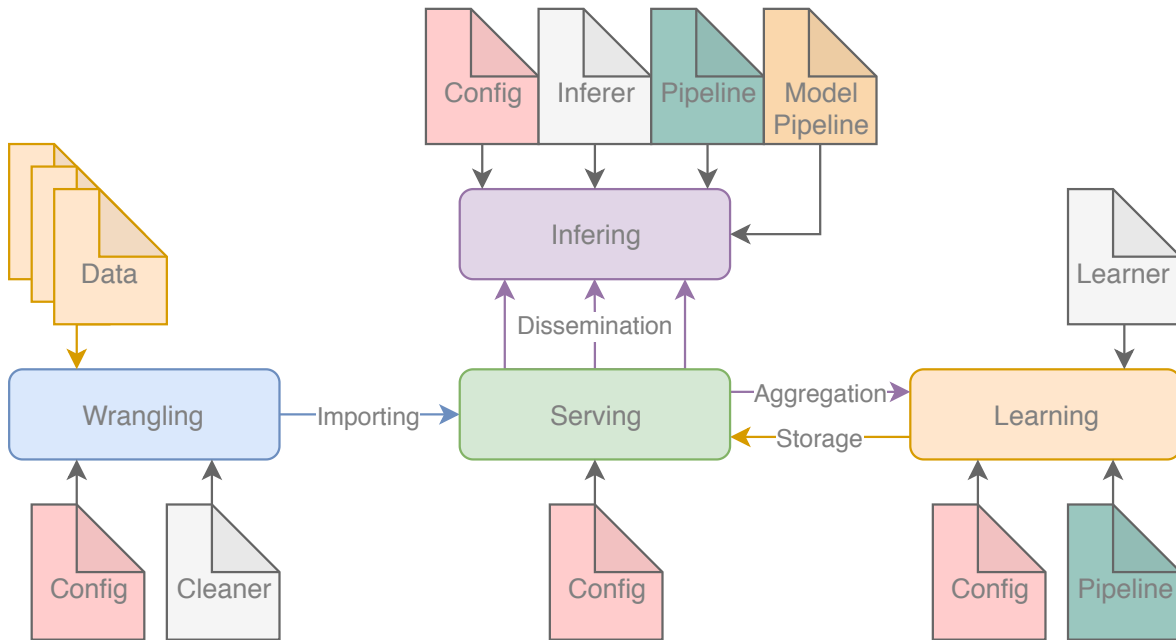 Config
Inferer
Pipeline
Model
Pipeline
Infering
Data
Learner
Dissemination
Wrangling
Importing
Serving
Aggregation
Storage
Learning
Config
Cleaner
Config
Config
Pipeline